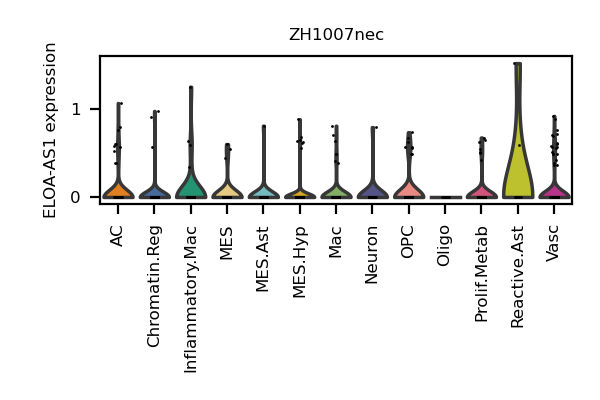 ZH1007nec
ELOA-AS1 expression
1
0
AC
Chromatin.Reg
Inflammatory.Mac
MES
MES.Ast
MES.Hyp
Mac
Neuron
OPC
Oligo
Prolif.Metab
Reactive.Ast
Vasc